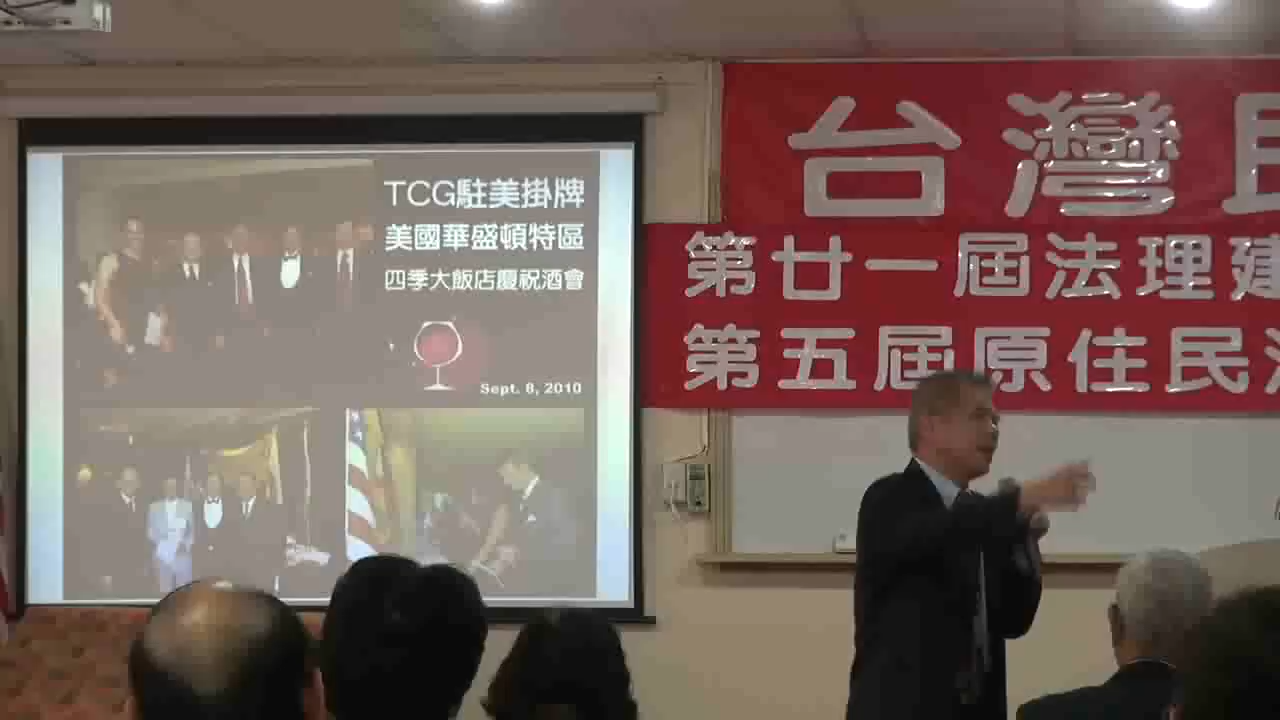 TCG駐美掛牌
美國華盛頓特區
四季大飯店慶祝酒會
Sept. 8, 2010
台灣民
第廿一屆法理建
第五屆原住民法